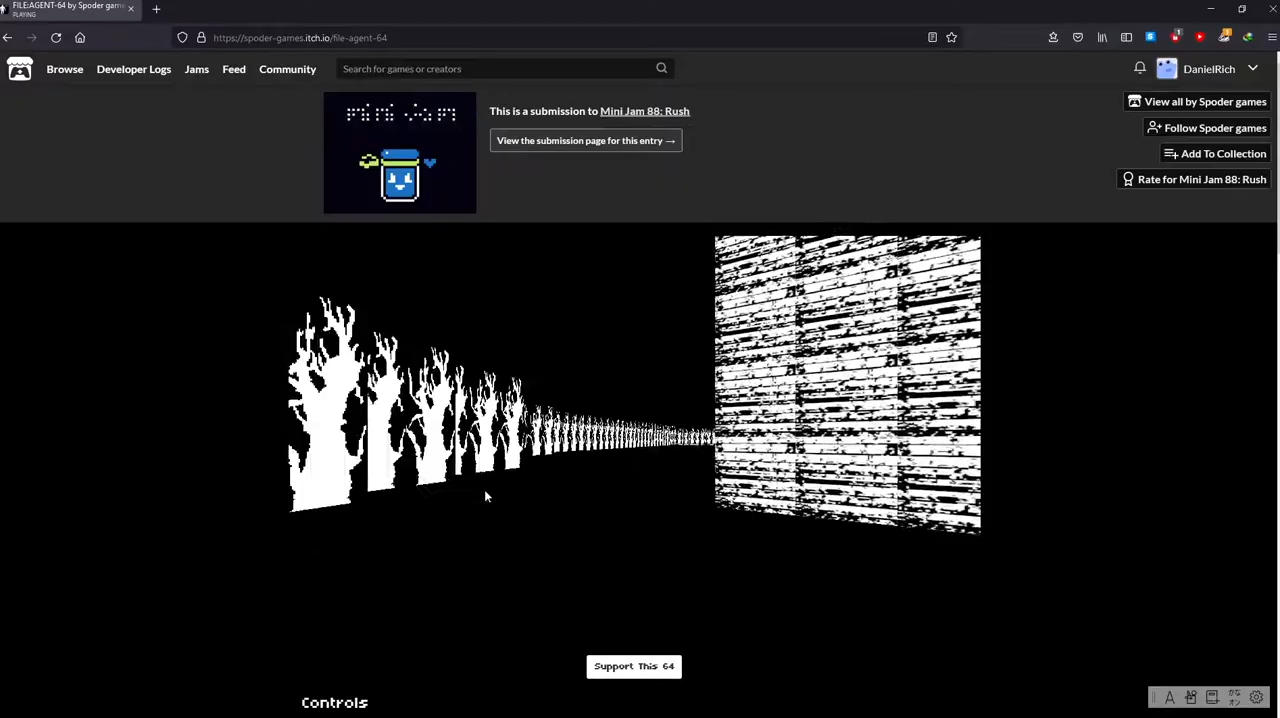 FILE:AGENT-64 by Spoder game
PLAYING
https://spoder-games.itch.io/file-agent-64
Browse
Developer Logs
Jams
Feed
Community
Search for games or creators
DanielRich
This is a submission to Mini Jam 88: Rush
View the submission page for this entry →
View all by Spoder games
Follow Spoder games
Add To Collection
Rate for Mini Jam 88: Rush
Support This 64
Controls